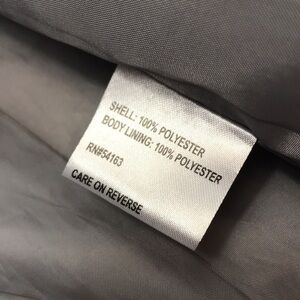 SHELL: 100% POLYESTER
BODY LINING: 100% POLYESTER
RN#54163
CARE ON REVERSE